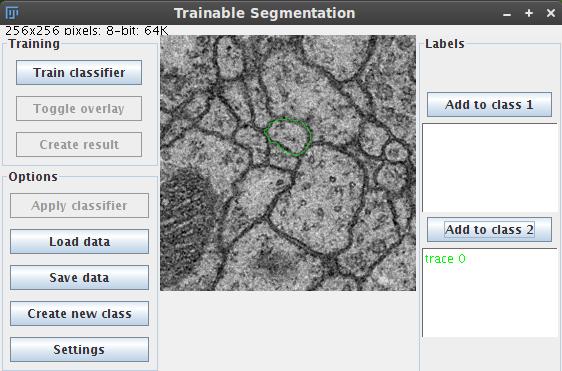 Trainable Segmentation
256x256 pixels; 8-bit; 64K
Training
Train classifier
Toggle overlay
Create result
Options
Apply classifier
Load data
Save data
Create new class
Settings
Labels
Add to class 1
Add to class 2
trace 0